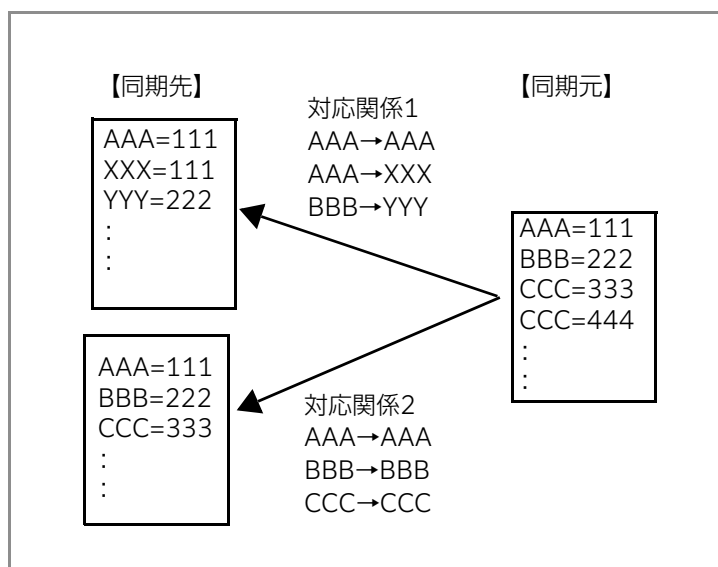 【同期先】
AAA=111
XXX=111
YYY=222
:
:
対応関係1
AAA→AAA
AAA→XXX
BBB→YYY
【同期元】
AAA=111
BBB=222
CCC=333
CCC=444
:
:
AAA=111
BBB=222
CCC=333
:
:
対応関係2
AAA→AAA
BBB→BBB
CCC→CCC